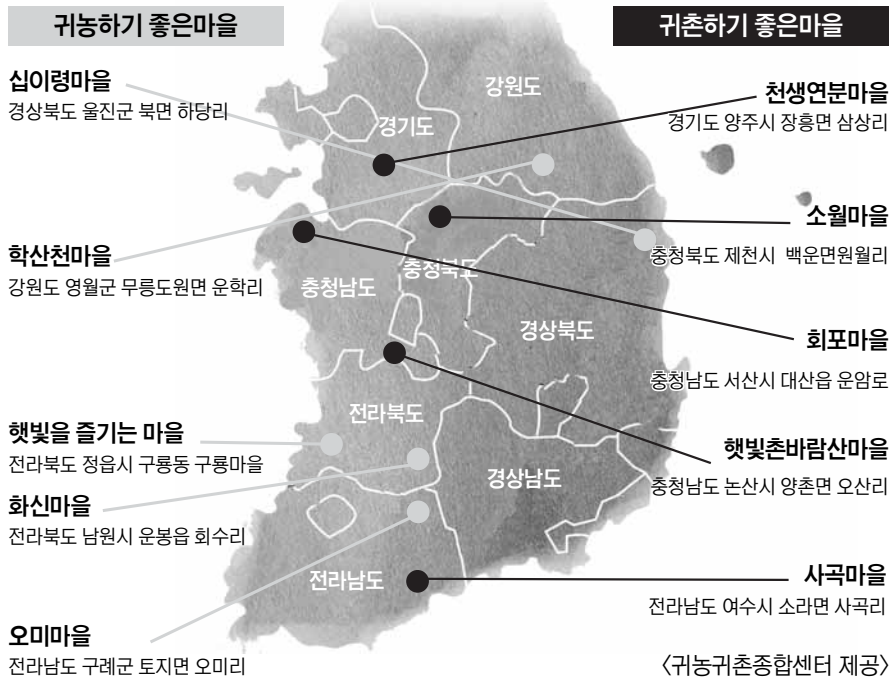 귀농하기 좋은마을
십이령마을
경상북도 울진군 북면 하당리
학산천마을
강원도 영월군 무릉도원면 운학리
햇빛을 즐기는 마을
전라북도 정읍시 구룡동 구룡마을
화신마을
전라북도 남원시 운봉읍 회수리
오미마을
전라남도 구례군 토지면 오미리
강원도
경기도
충청남도
충청북도
경상북도
전라북도
경상남도
전라남도
귀촌하기 좋은마을
천생연분마을
경기도 양주시 장흥면 삼상리
소월마을
충청북도 제천시 백운면원월리
회포마을
충청남도 서산시 대산읍 운암로
햇빛촌바람산마을
충청남도 논산시 양촌면 오산리
사곡마을
전라남도 여수시 소라면 사곡리
〈귀농귀촌종합센터 제공〉